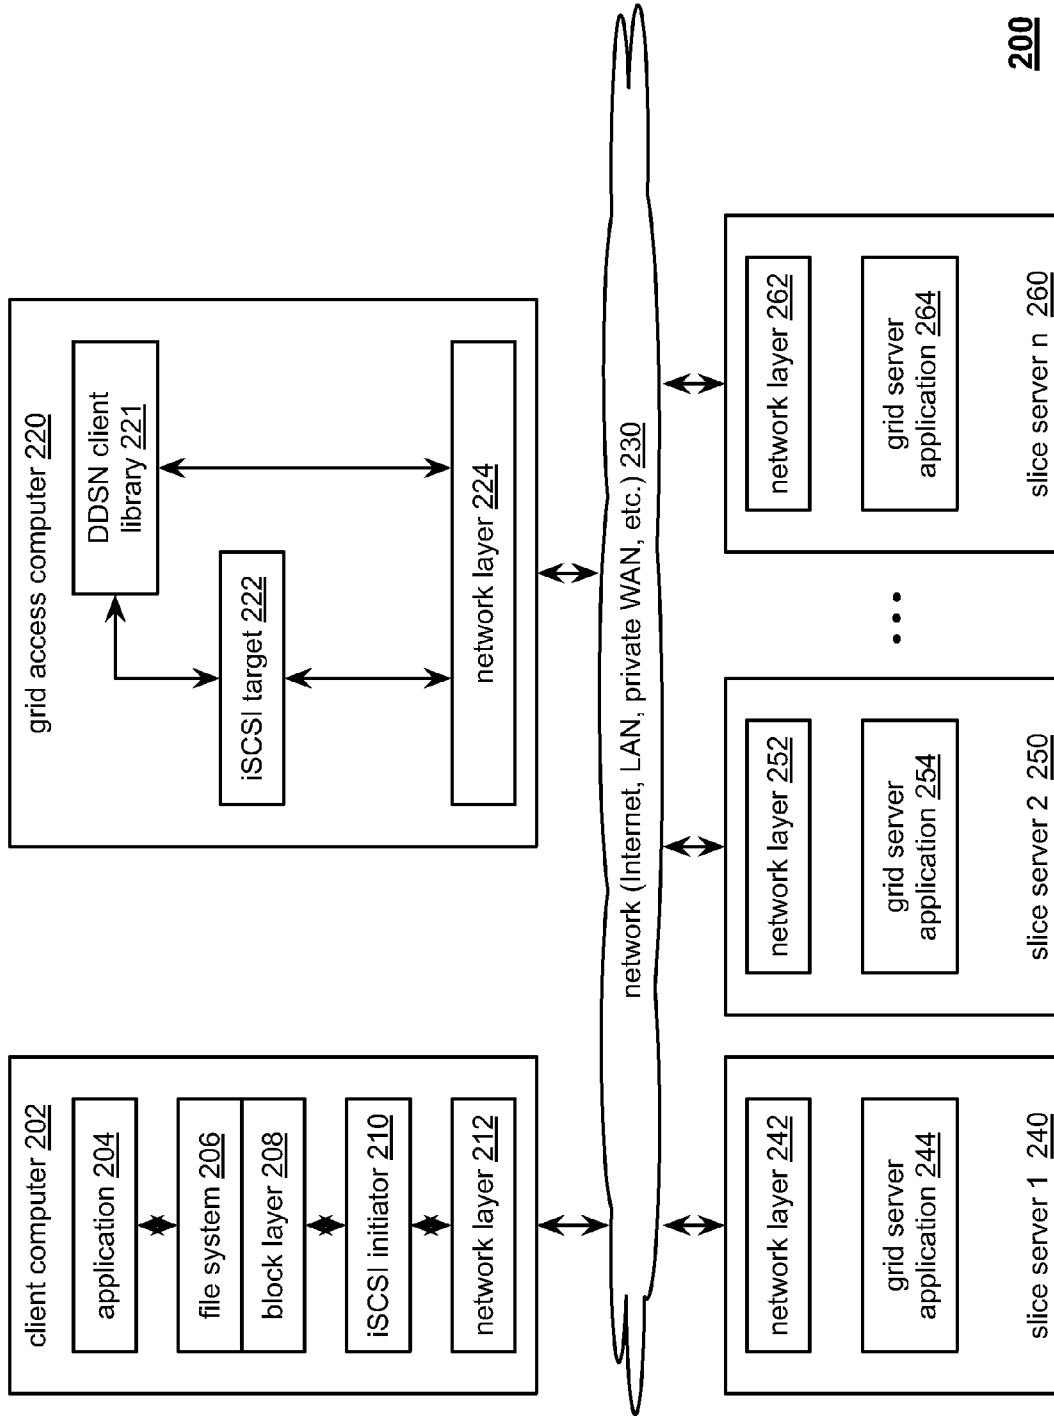 client computer 202
application 204
file system 206
block layer 208
iSCSI initiator 210
network layer 212
grid access computer 220
DDSN client
library 221
iSCSI target 222
network layer 224
network (Internet, LAN, private WAN, etc.) 230
network layer 242
grid server
application 244
slice server 1 240
network layer 252
grid server
application 254
slice server 2 250
network layer 262
grid server
application 264
slice server n 260
200